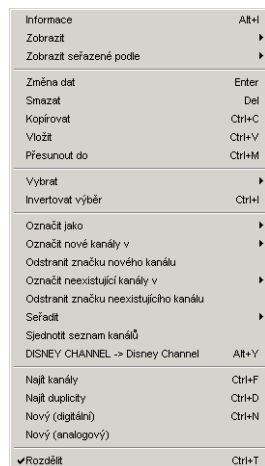 Informace Alt+I
Zobrazit
Zobrazit seřazené podle
Změna dat Enter
Smazat Del
Kopírovat Ctrl+C
Vložit Ctrl+V
Přesunout do Ctrl+M
Vybrat
Invertovat výběr Ctrl+I
Označit jako
Označit nové kanály v
Odstranit značku nového kanálu
Označit neexistující kanály v
Odstranit značku neexistujícího kanálu
Seřadit
Sjednotit seznam kanálů
DISNEY CHANNEL -> Disney Channel Alt+Y
Najít kanály Ctrl+F
Najít duplicity Ctrl+D
Nový (digitální) Ctrl+N
Nový (analogový)
Rozdělit Ctrl+T